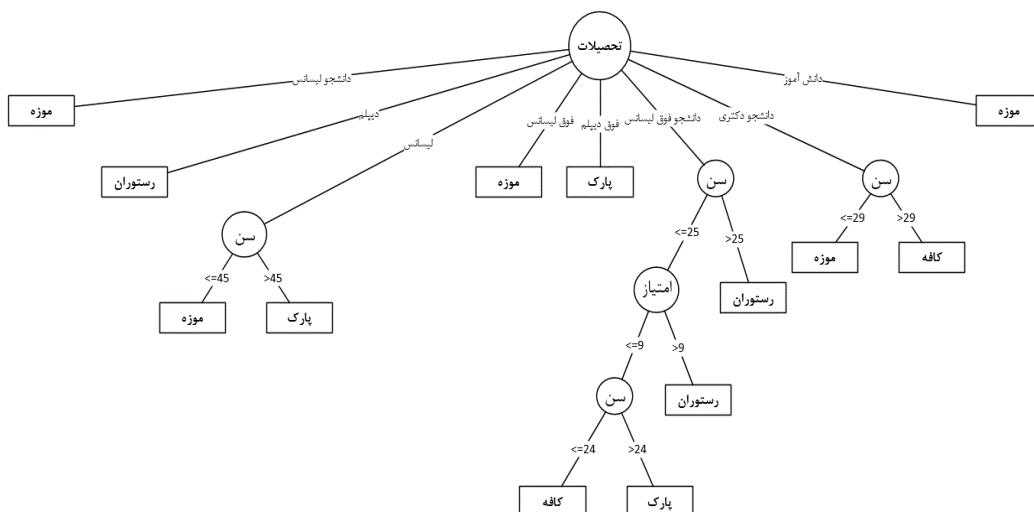 تحصیلات
دانش آموز
دانشجو لیسانس
موزه
موزه
دیپلم
دانشجو دکتری
دانشجو فوق لیسانس
فوق دیپلم
فوق لیسانس
لیسانس
سن
سن
پارک
موزه
رستوران
سن
<=29
>29
<=25
>25
کافه
موزه
<=45
>45
امتیاز
رستوران
پارک
موزه
<=9
>9
سن
رستوران
<=24
>24
پارک
کافه